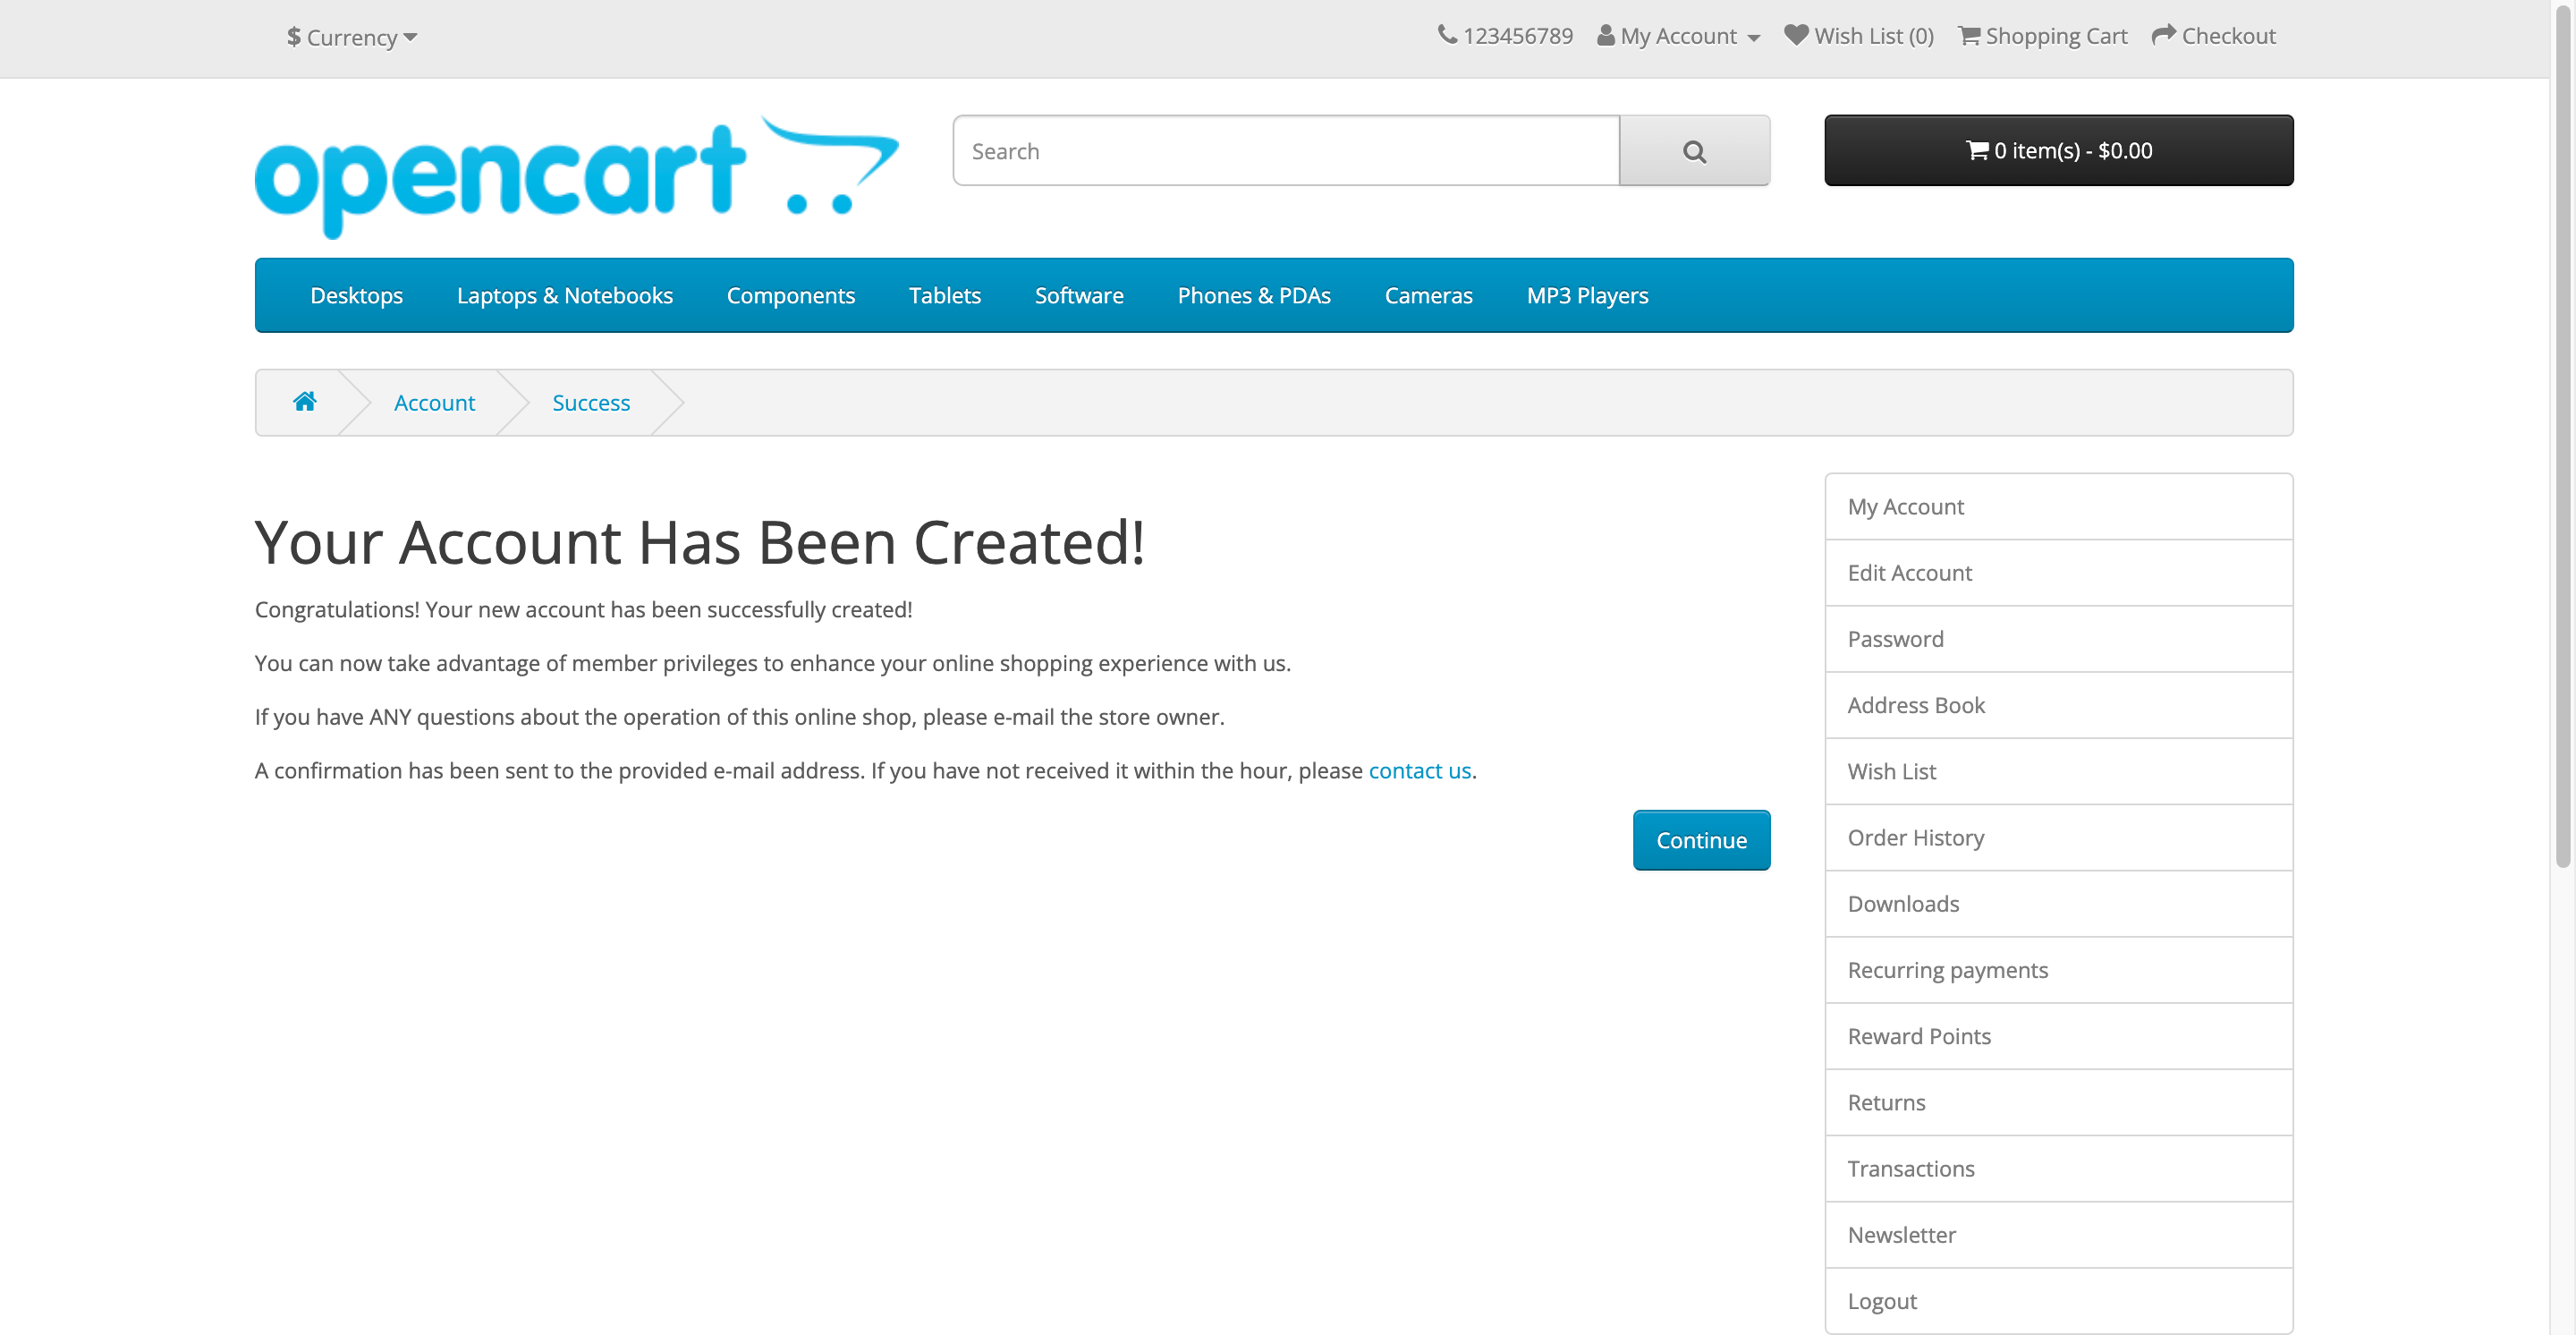 $ Currency
123456789 My Account Wish List (0) Shopping Cart Checkout
opencart
Search
0 item(s) - $0.00
Desktops Laptops & Notebooks Components Tablets Software Phones & PDAs Cameras MP3 Players
Account Success
Your Account Has Been Created!
Congratulations! Your new account has been successfully created!
You can now take advantage of member privileges to enhance your online shopping experience with us.
If you have ANY questions about the operation of this online shop, please e-mail the store owner.
A confirmation has been sent to the provided e-mail address. If you have not received it within the hour, please contact us.
Continue
My Account
Edit Account
Password
Address Book
Wish List
Order History
Downloads
Recurring payments
Reward Points
Returns
Transactions
Newsletter
Logout